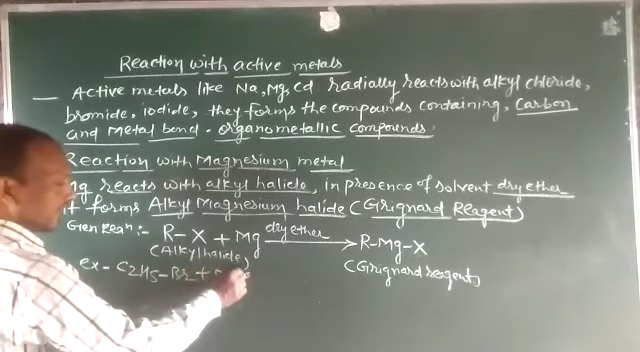 Reaction with active metals
— Active metals like Na, Mg, Cd radially reacts with alkyl chloride,
bromide, iodide, they forms the compounds containing, carbon
and metal bond - organometallic compounds.
Reaction with Magnesium metal
Mg reacts with alkyl halide, in presence of solvent dry ether
it forms Alkyl Magnesium halide (Grignard Reagent)
Gen Rean :- R-X + Mg dry ether → R-Mg-X
(Alkyl halide) (Grignard reagent)
ex- C2H5-Br +